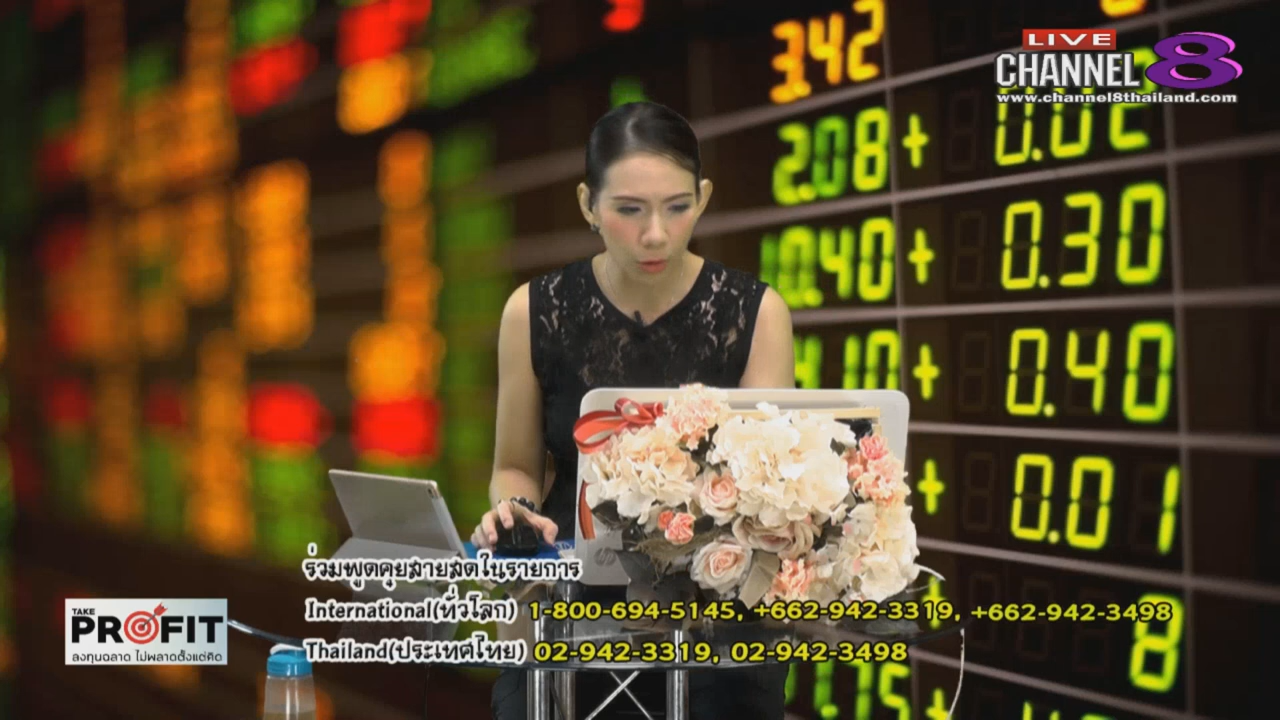 LIVE
CHANNEL 8
www.channel8thailand.com
3.42
2.08 + 0.02
10.40 + 0.30
+ 0.40
+ 0.01
8
ร่วมพูดคุยสายสดในรายการ
International(ทั่วโลก) 1-800-694-5145, +662-942-3319, +662-942-3498
Thailand(ประเทศไทย) 02-942-3319, 02-942-3498
TAKE
PROFIT
ลงทุนฉลาด ไม่พลาดตั้งแต่คิด